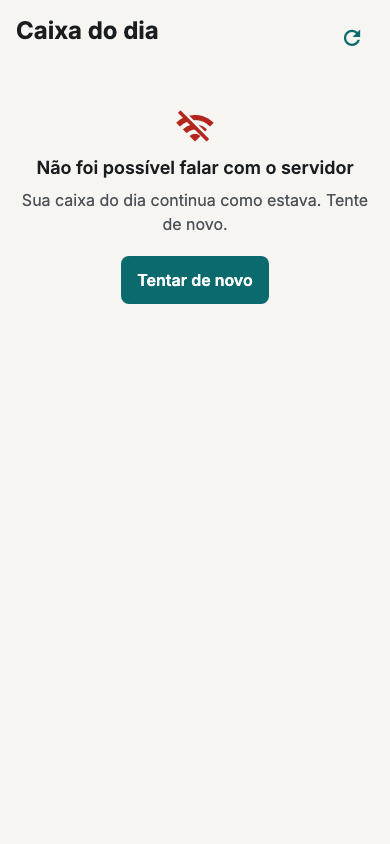 Caixa do dia
Não foi possível falar com o servidor
Sua caixa do dia continua como estava. Tente
de novo.
Tentar de novo